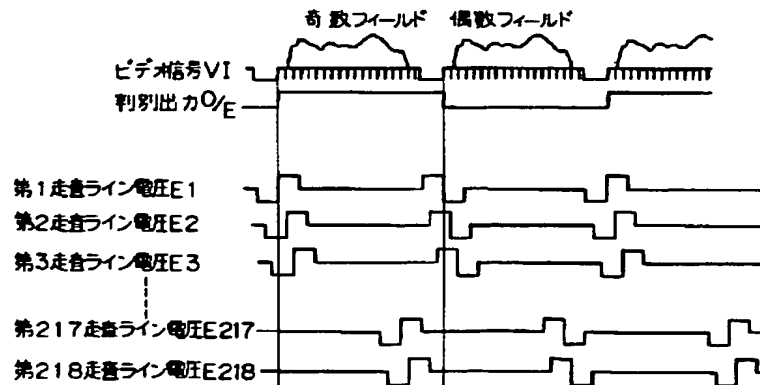 奇数フィールド 偶数フィールド
ビデオ信号VI
判別出力O/E
第1走査ライン電圧E1
第2走査ライン電圧E2
第3走査ライン電圧E3
第217走査ライン電圧E217
第218走査ライン電圧E218